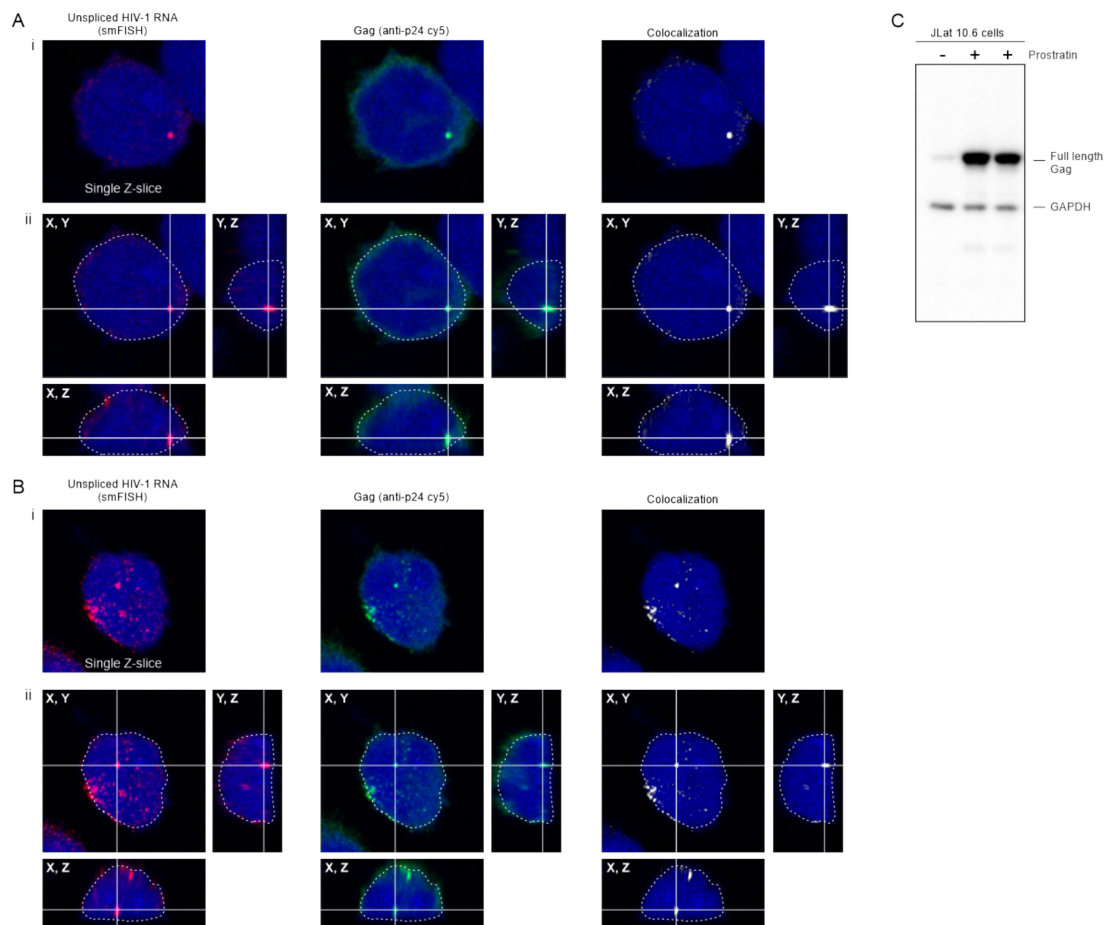 A
Unspliced HIV-1 RNA
(smFISH)
Gag (anti-p24 cy5)
Colocalization
i
Single Z-slice
ii
X, Y
Y, Z
X, Y
Y, Z
X, Y
Y, Z
X, Z
X, Z
X, Z
B
Unspliced HIV-1 RNA
(smFISH)
Gag (anti-p24 cy5)
Colocalization
i
Single Z-slice
ii
X, Y
Y, Z
X, Y
Y, Z
X, Y
Y, Z
X, Z
X, Z
X, Z
C
JLat 10.6 cells
- + + Prostratin
Full length
Gag
GAPDH